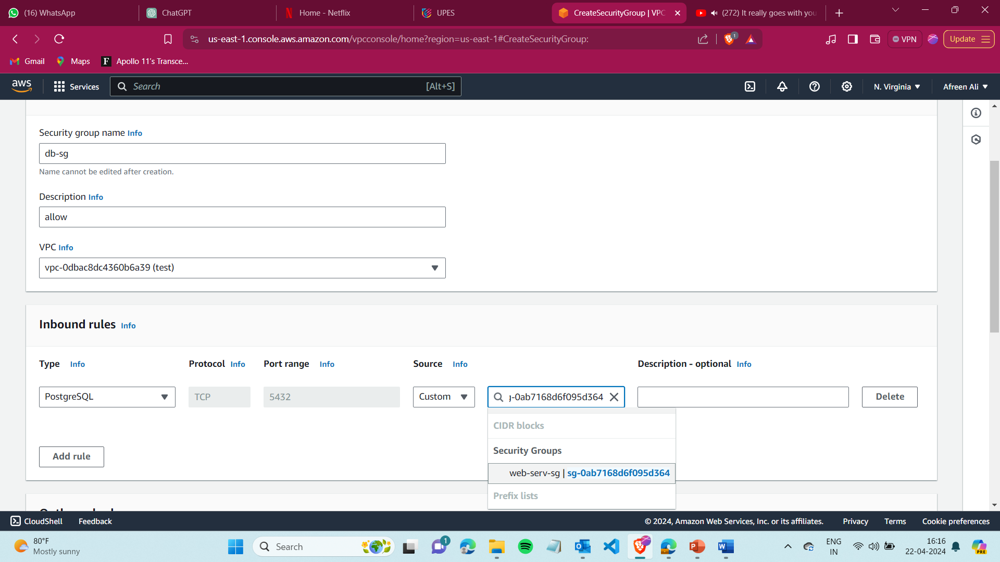 (16) WhatsApp
ChatGPT
Home - Netflix
UPES
CreateSecurityGroup | VPC
(272) It really goes with you
us-east-1.console.aws.amazon.com/vpcconsole/home?region=us-east-1#CreateSecurityGroup:
1
VPN
Update
Gmail
Maps
F
Apollo 11's Transce...
aws
Services
Search
[Alt+S]
N. Virginia
Afreen Ali
Security group name Info
db-sg
Name cannot be edited after creation.
Description Info
allow
VPC Info
vpc-0dbac8dc4360b6a39 (test)
Inbound rules Info
Type Info
Protocol Info
Port range Info
Source Info
Description - optional Info
PostgreSQL
TCP
5432
Custom
g-0ab7168d6f095d364
Delete
CIDR blocks
Security Groups
web-serv-sg | sg-0ab7168d6f095d364
Prefix lists
Add rule
CloudShell
Feedback
© 2024, Amazon Web Services, Inc. or its affiliates.
Privacy
Terms
Cookie preferences
80°F
Mostly sunny
Search
1
ENG
IN
16:16
22-04-2024
PRE